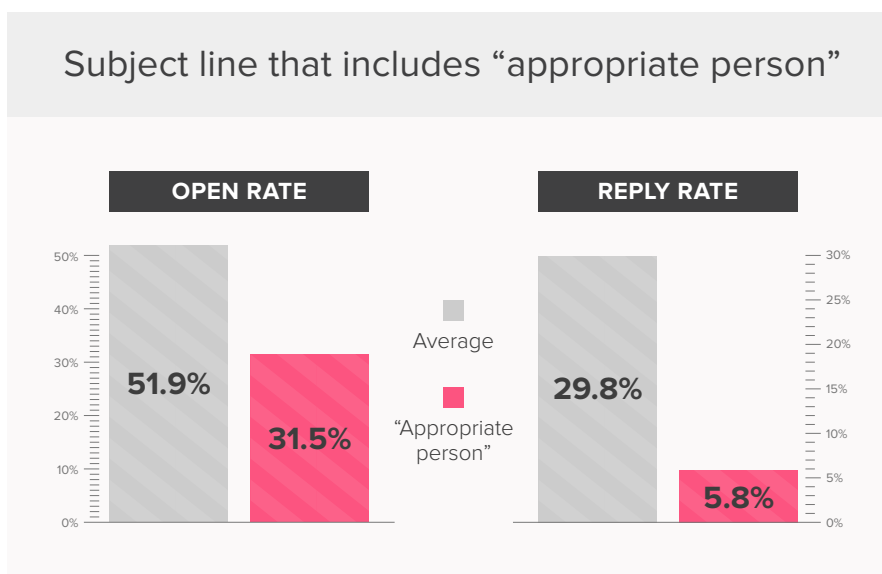 Subject line that includes “appropriate person”
OPEN RATE
REPLY RATE
50%
40%
30%
20%
10%
0%
51.9%
31.5%
Average
“Appropriate
person”
29.8%
5.8%
30%
25%
20%
15%
10%
5%
0%